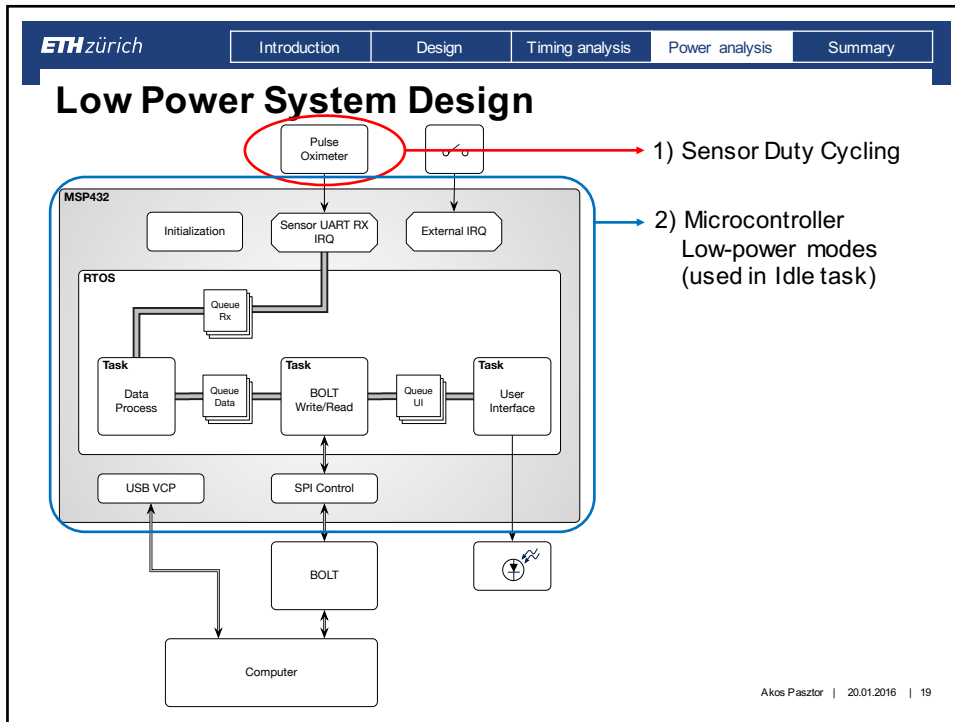 ETH zürich
Introduction
Design
Timing analysis
Power analysis
Summary
Low Power System Design
Pulse
Oximeter
1) Sensor Duty Cycling
MSP432
2) Microcontroller
Low-power modes
(used in Idle task)
Initialization
Sensor UART RX
IRQ
External IRQ
RTOS
Queue
Rx
Task
Data
Process
Queue
Data
Task
BOLT
Write/Read
Queue
UI
Task
User
Interface
USB VCP
SPI Control
BOLT
Computer
Akos Pasztor | 20.01.2016 | 19